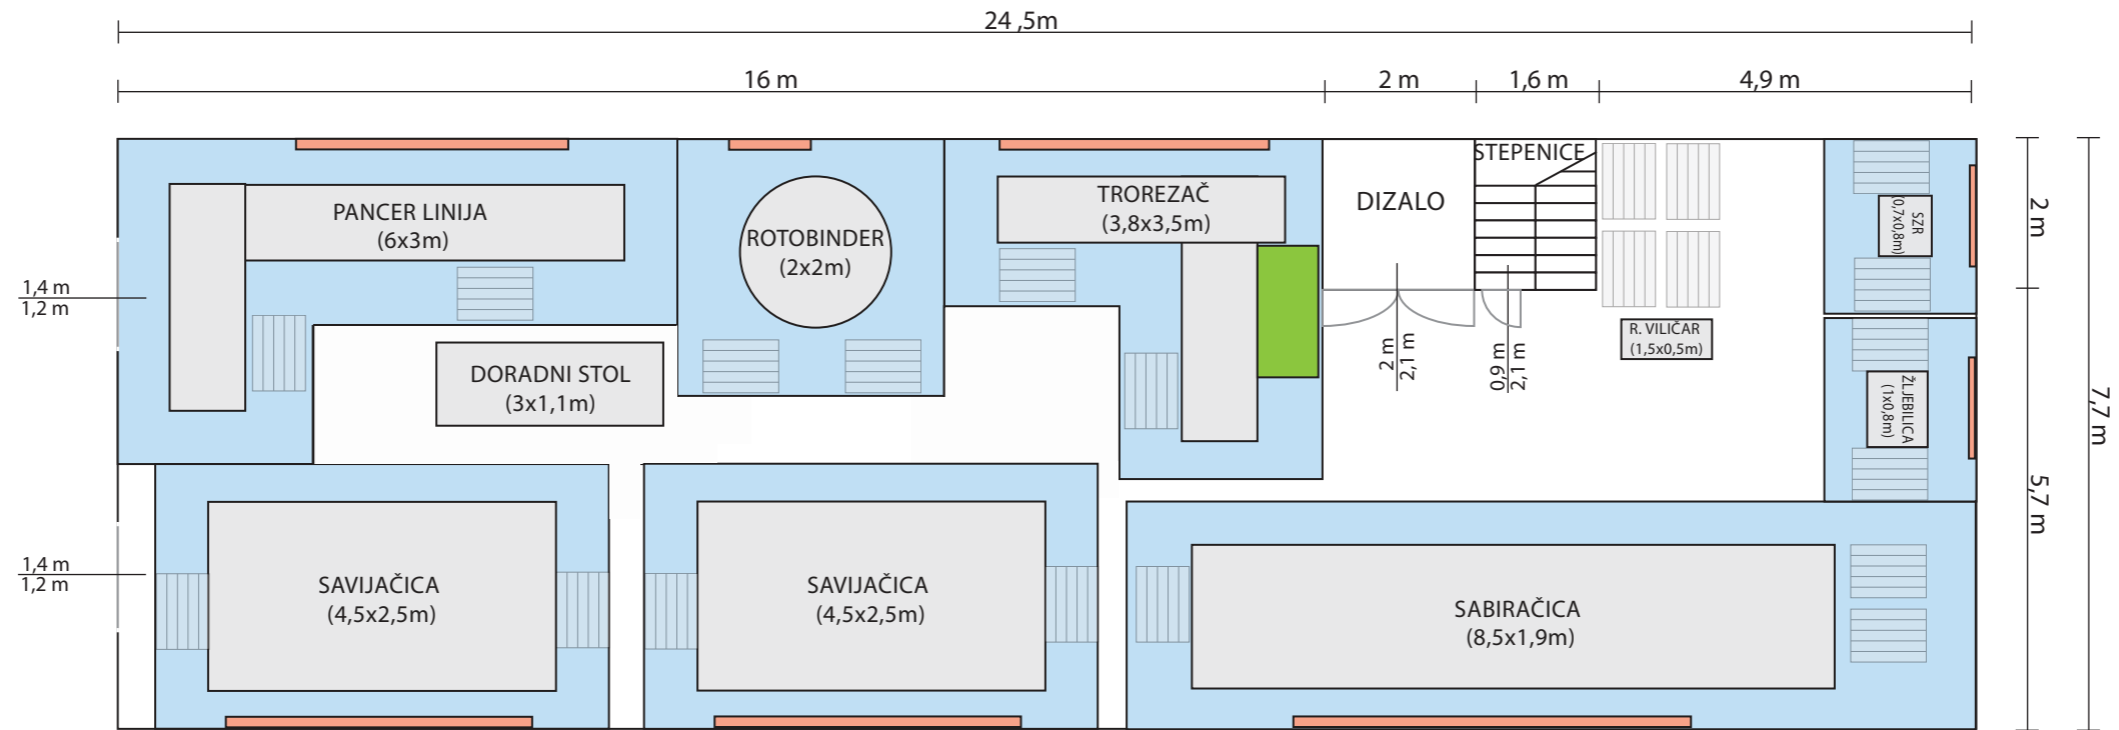 24 ,5m
16 m
2 m
1,6 m
4,9 m
STEPENICE
DIZALO
PANCER LINIJA
(6x3m)
ROTOBINDER
(2x2m)
TROREZAČ
(3,8x3,5m)
SZR
(0,7x0,8m)
2 m
1,4 m
1,2 m
DORADNI STOL
(3x1,1m)
2 m
2,1 m
0,9 m
2,1 m
R. VILIČAR
(1,5x0,5m)
ŽLJEBILICA
(1x0,8m)
7,7 m
5,7 m
1,4 m
1,2 m
SAVIJAČICA
(4,5x2,5m)
SAVIJAČICA
(4,5x2,5m)
SABIRAČICA
(8,5x1,9m)